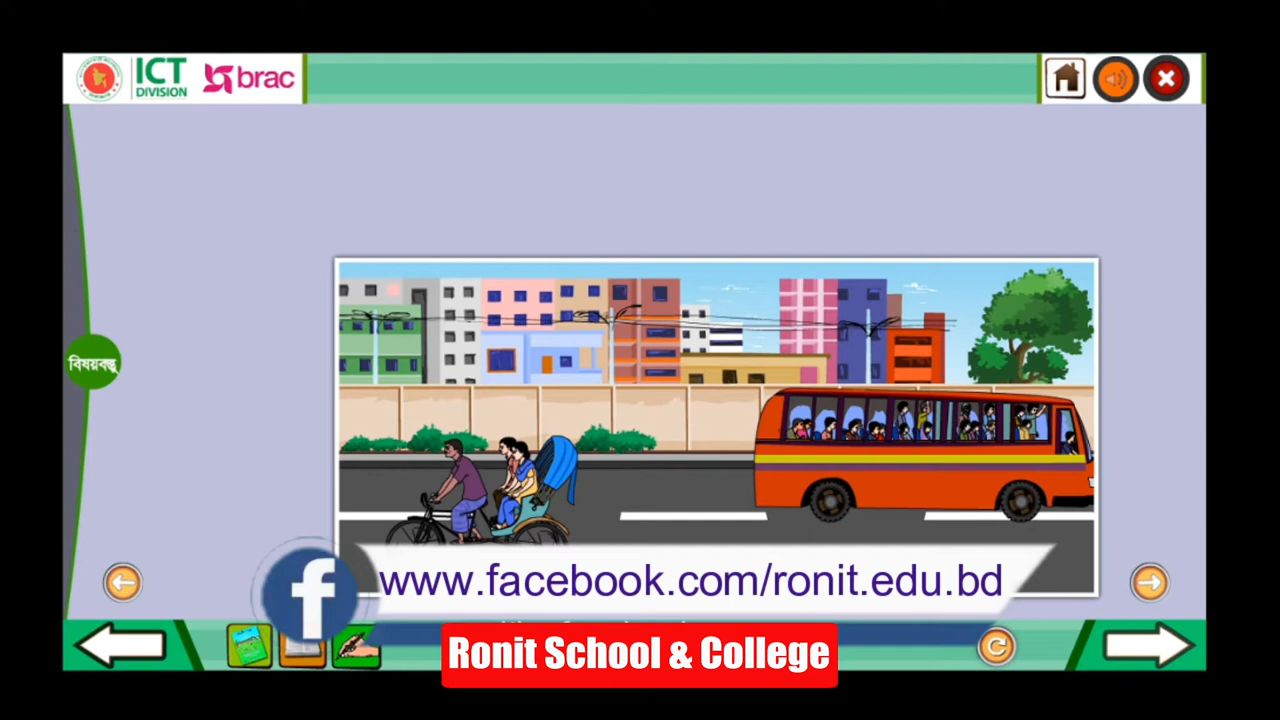 ICT
DIVISION
brac
বিষয়বস্তু
www.facebook.com/ronit.edu.bd
Ronit School & College